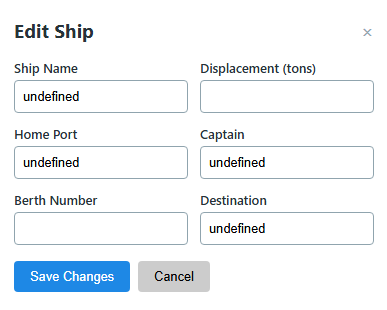 Edit Ship ×
Ship Name Displacement (tons)
undefined
Home Port Captain
undefined undefined
Berth Number Destination
undefined
Save Changes Cancel